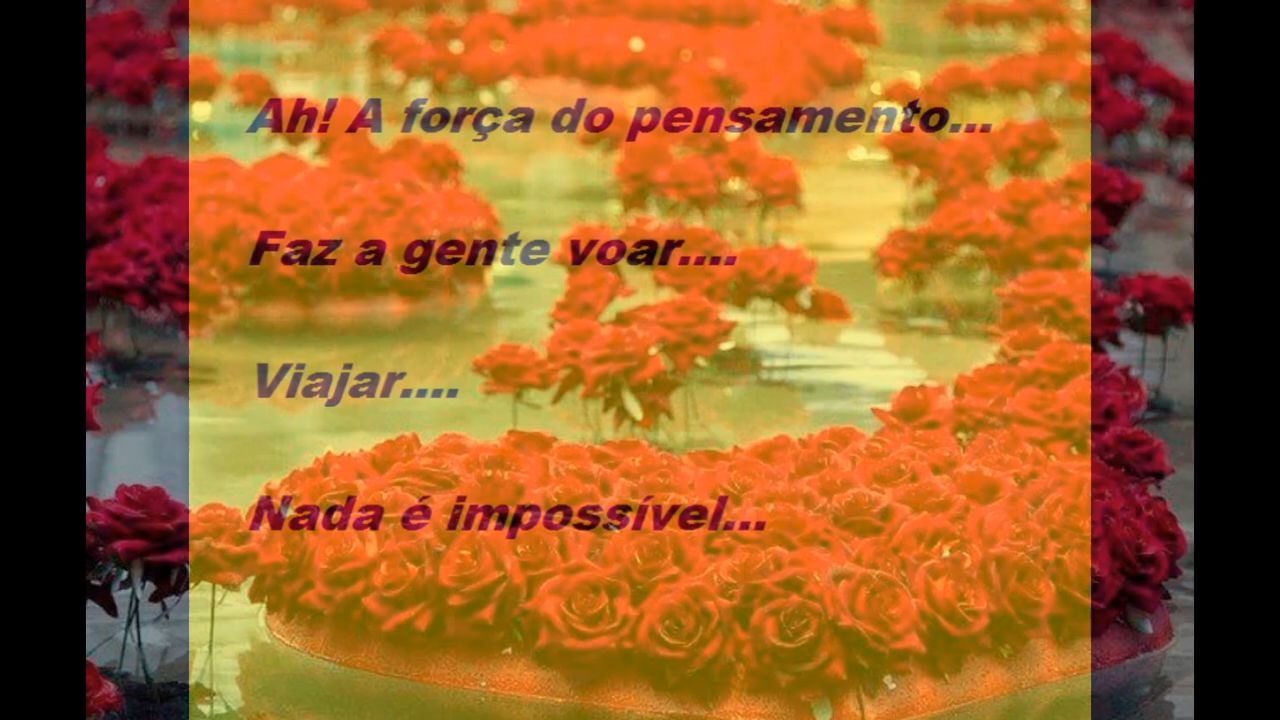 Ah! A força do pensamento...
Faz a gente voar....
Viajar....
Nada é impossível...